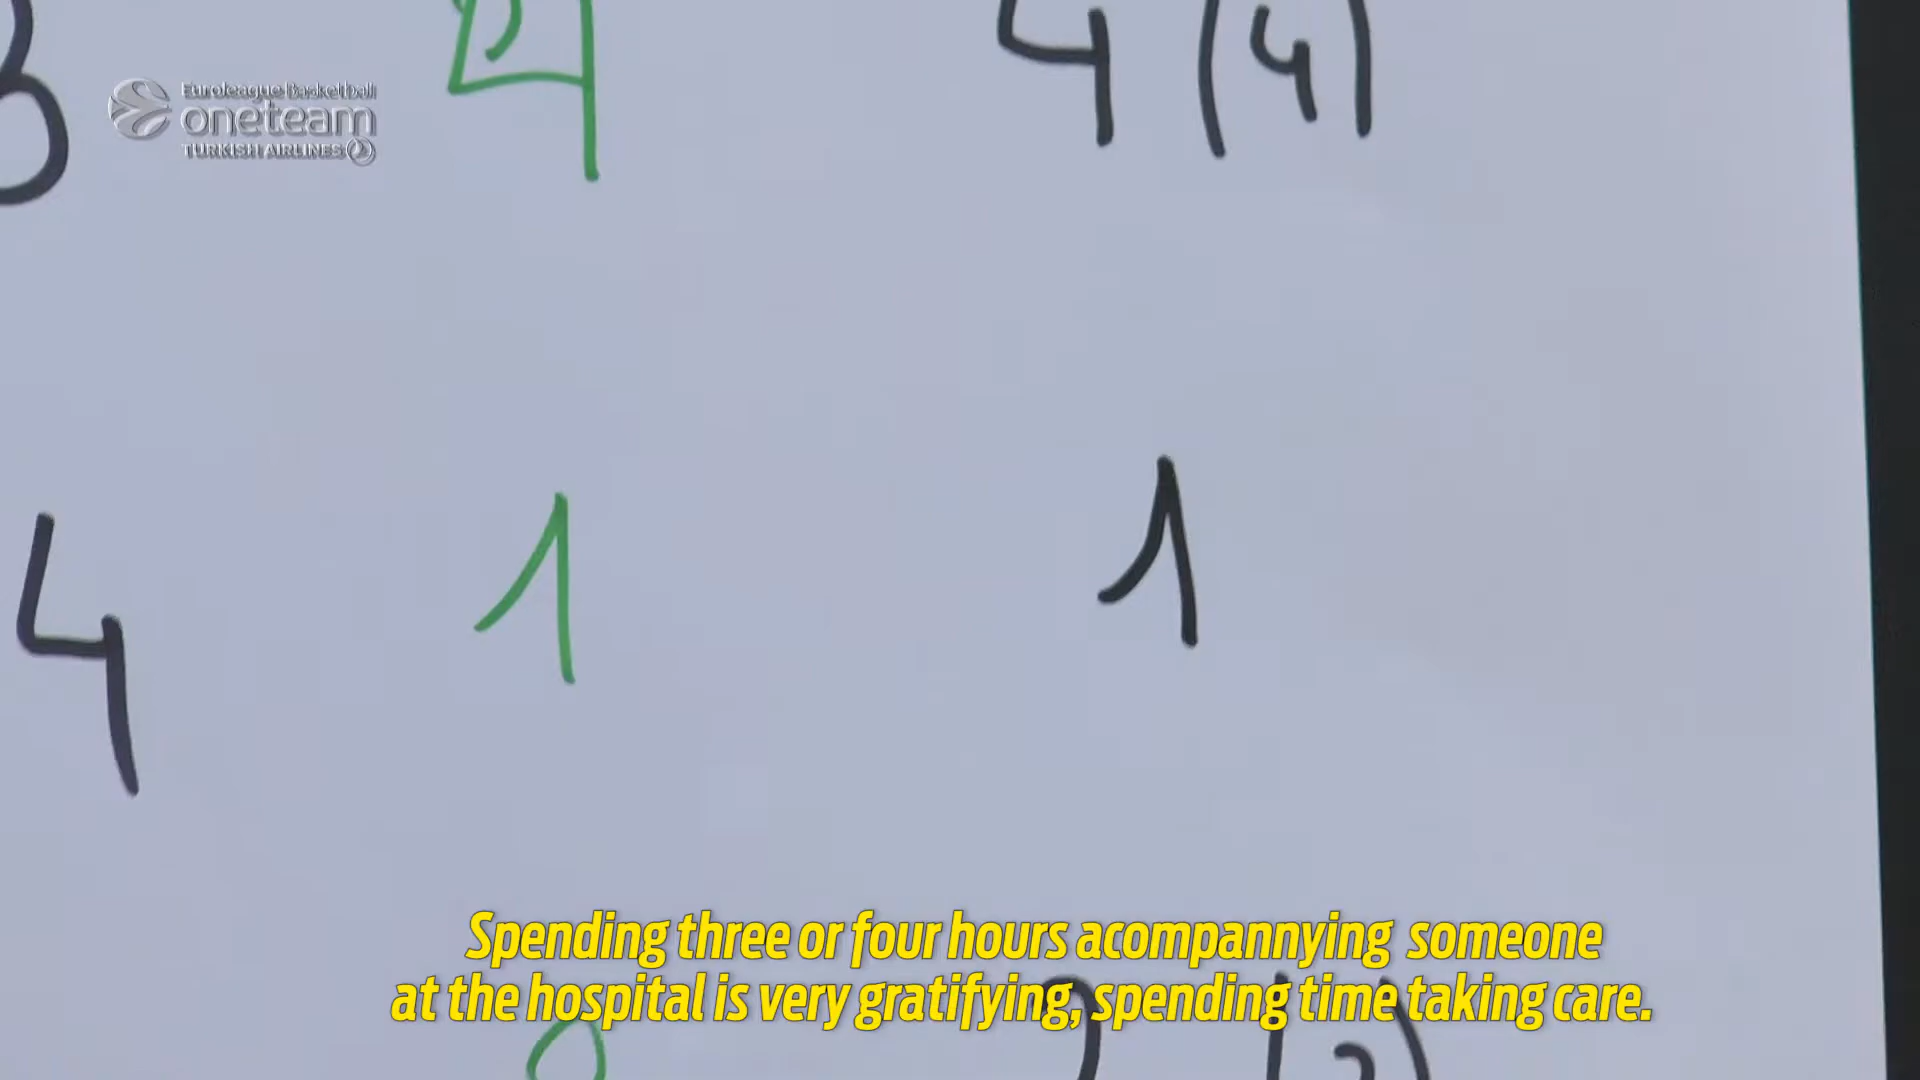 Euroleague Basketball
oneteam
TURKISH AIRLINES
4 (4)
4 1 1
Spending three or four hours acompannying someone
at the hospital is very gratifying, spending time taking care.